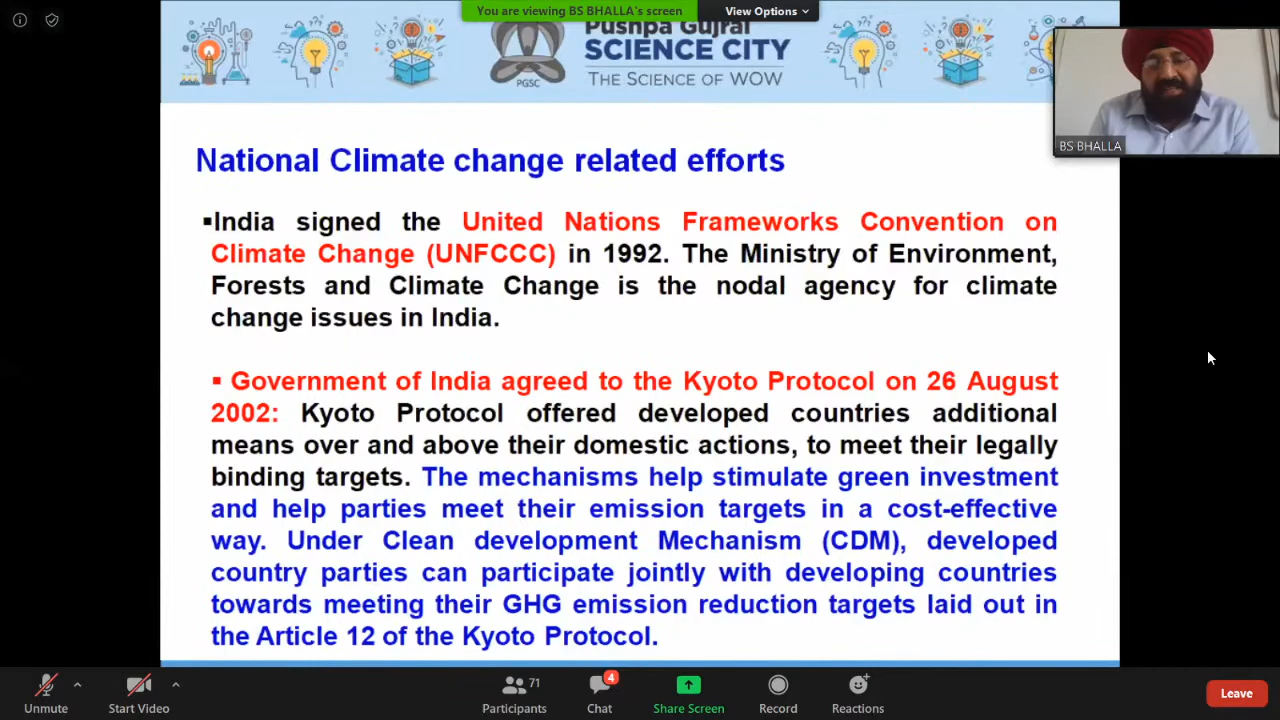 You are viewing BS BHALLA's screen
View Options
Pushpa Gujral
SCIENCE CITY
THE SCIENCE OF WOW
PGSC
BS BHALLA
National Climate change related efforts
▪India signed the United Nations Frameworks Convention on
Climate Change (UNFCCC) in 1992. The Ministry of Environment,
Forests and Climate Change is the nodal agency for climate
change issues in India.
▪ Government of India agreed to the Kyoto Protocol on 26 August
2002: Kyoto Protocol offered developed countries additional
means over and above their domestic actions, to meet their legally
binding targets. The mechanisms help stimulate green investment
and help parties meet their emission targets in a cost-effective
way. Under Clean development Mechanism (CDM), developed
country parties can participate jointly with developing countries
towards meeting their GHG emission reduction targets laid out in
the Article 12 of the Kyoto Protocol.
71
4
Unmute
Start Video
Participants
Chat
Share Screen
Record
Reactions
Leave